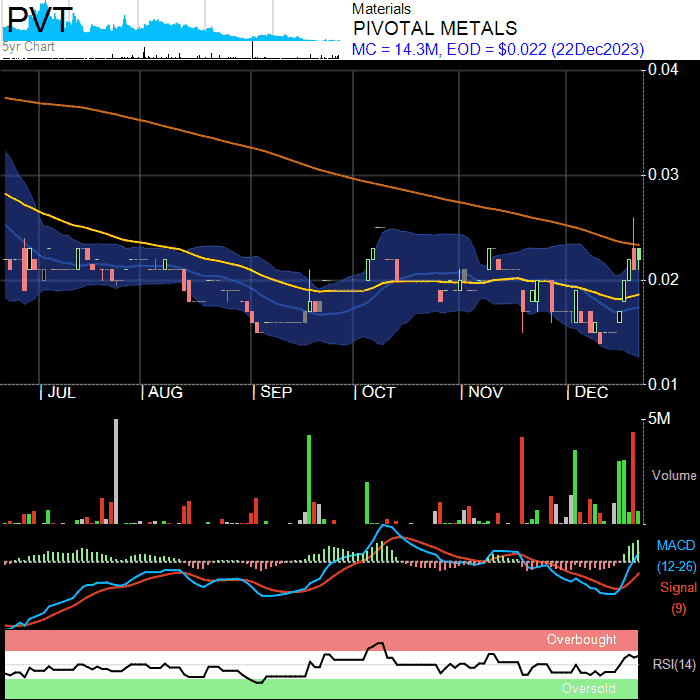 PVT
5yr Chart
Materials
PIVOTAL METALS
MC = 14.3M, EOD = $0.022 (22Dec2023)
0.04
0.03
0.02
0.01
JUL AUG SEP OCT NOV DEC
5M
Volume
MACD
(12-26)
Signal
(9)
Overbought
RSI(14)
Oversold